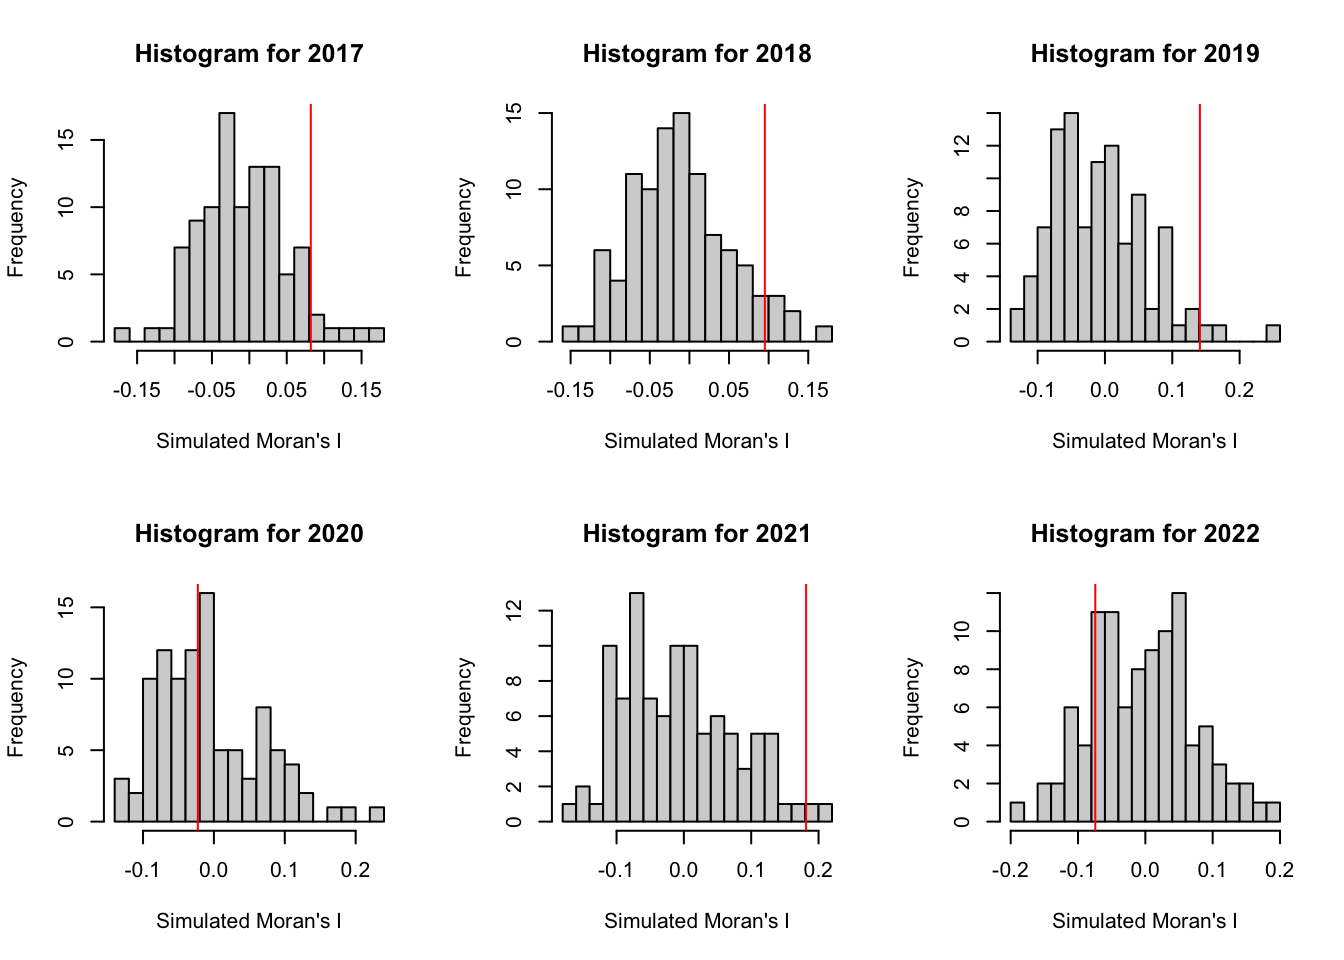 Histogram for 2017
Frequency
0 5 10 15
-0.15 -0.05 0.05 0.15
Simulated Moran's I
Histogram for 2018
Frequency
0 5 10 15
-0.15 -0.05 0.05 0.15
Simulated Moran's I
Histogram for 2019
Frequency
0 2 4 6 8 12
-0.1 0.0 0.1 0.2
Simulated Moran's I
Histogram for 2020
Frequency
0 5 10 15
-0.1 0.0 0.1 0.2
Simulated Moran's I
Histogram for 2021
Frequency
0 2 4 6 8 12
-0.1 0.0 0.1 0.2
Simulated Moran's I
Histogram for 2022
Frequency
0 2 4 6 8 10
-0.2 -0.1 0.0 0.1 0.2
Simulated Moran's I